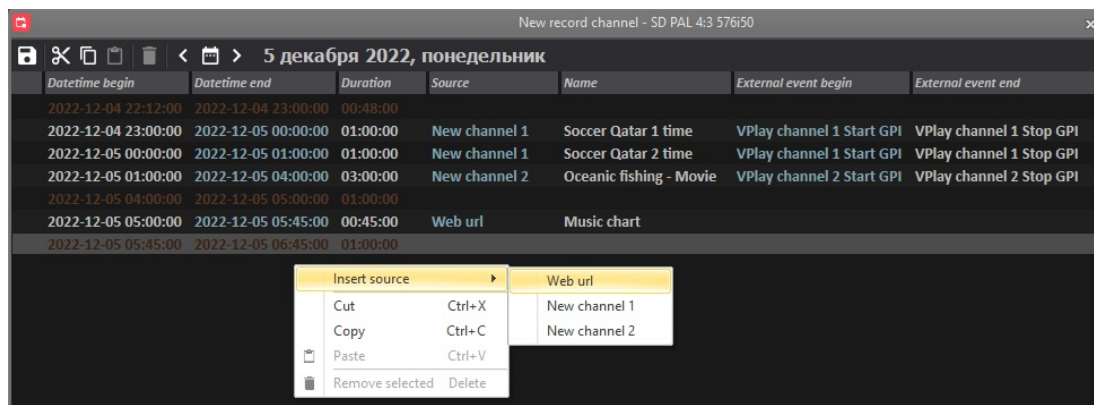 New record channel - SD PAL 4:3 576i50
5 декабря 2022, понедельник
Datetime begin Datetime end Duration Source Name External event begin External event end
2022-12-04 22:12:00 2022-12-04 23:00:00 00:48:00
2022-12-04 23:00:00 2022-12-05 00:00:00 01:00:00 New channel 1 Soccer Qatar 1 time VPlay channel 1 Start GPI VPlay channel 1 Stop GPI
2022-12-05 00:00:00 2022-12-05 01:00:00 01:00:00 New channel 1 Soccer Qatar 2 time VPlay channel 1 Start GPI VPlay channel 1 Stop GPI
2022-12-05 01:00:00 2022-12-05 04:00:00 03:00:00 New channel 2 Oceanic fishing - Movie VPlay channel 2 Start GPI VPlay channel 2 Stop GPI
2022-12-05 04:00:00 2022-12-05 05:00:00 01:00:00
2022-12-05 05:00:00 2022-12-05 05:45:00 00:45:00 Web url Music chart
2022-12-05 05:45:00 2022-12-05 06:45:00 01:00:00
Insert source Web url
Cut Ctrl+X New channel 1
Copy Ctrl+C New channel 2
Paste Ctrl+V
Remove selected Delete